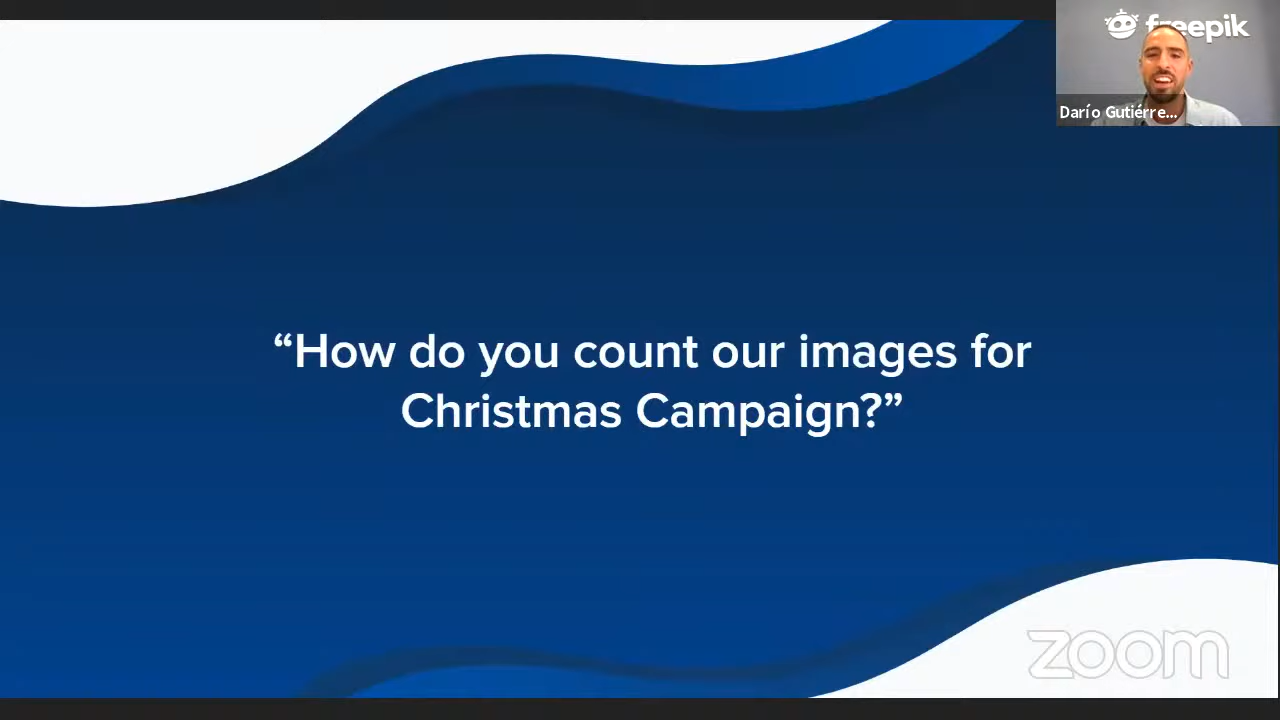 freepik
Darío Gutiérre...
“How do you count our images for
Christmas Campaign?”
zoom